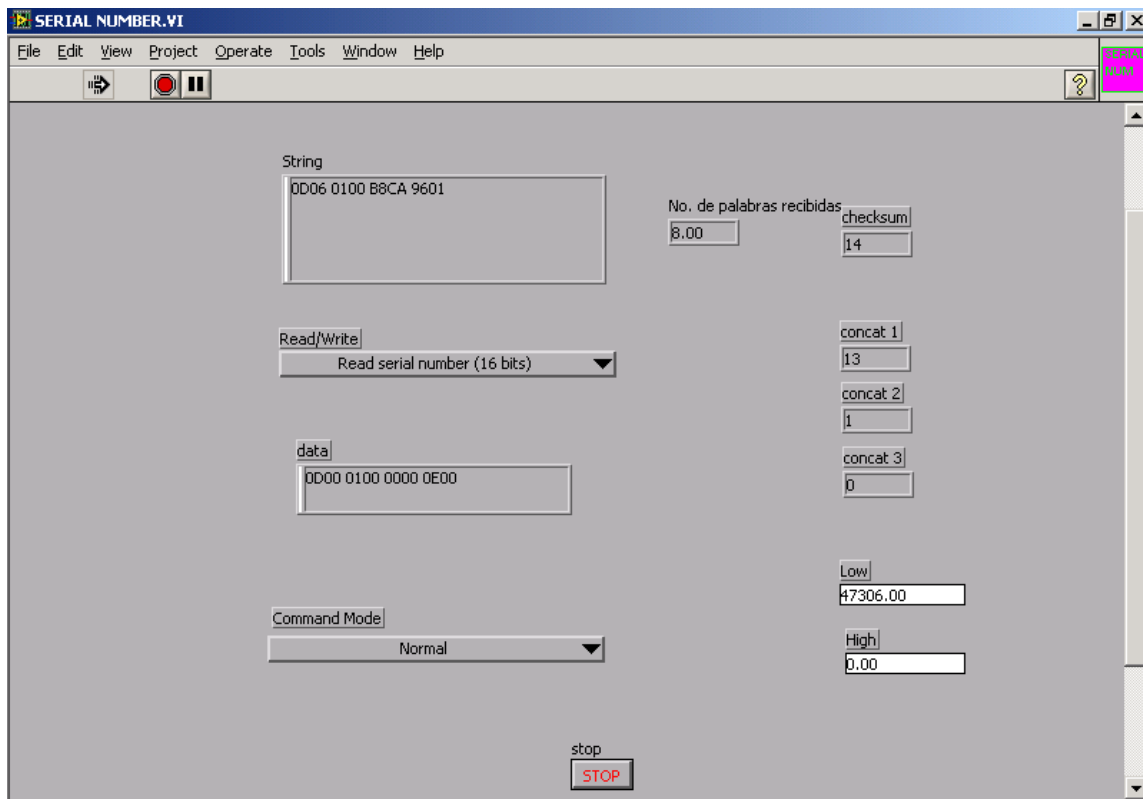 SERIAL NUMBER.VI
File Edit View Project Operate Tools Window Help
SERIAL
NUM
String
0D06 0100 B8CA 9601
No. de palabras recibidas
8.00
checksum
14
Read/Write
Read serial number (16 bits)
concat 1
13
concat 2
1
data
0D00 0100 0000 0E00
concat 3
0
Low
47306.00
Command Mode
Normal
High
0.00
stop
STOP